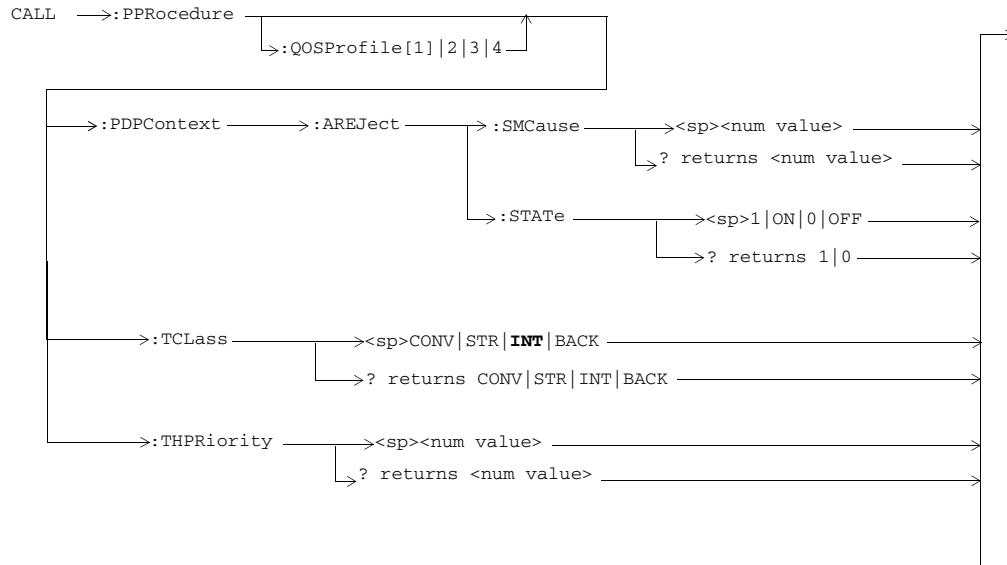 CALL :PPRocedure
:QOSProfile[1]|2|3|4
:PDPContext :AREJect :SMCause <sp><num value>
? returns <num value>
:STATe <sp>1|ON|0|OFF
? returns 1|0
:TCLass <sp>CONV|STR|INT|BACK
? returns CONV|STR|INT|BACK
:THPRiority <sp><num value>
? returns <num value>